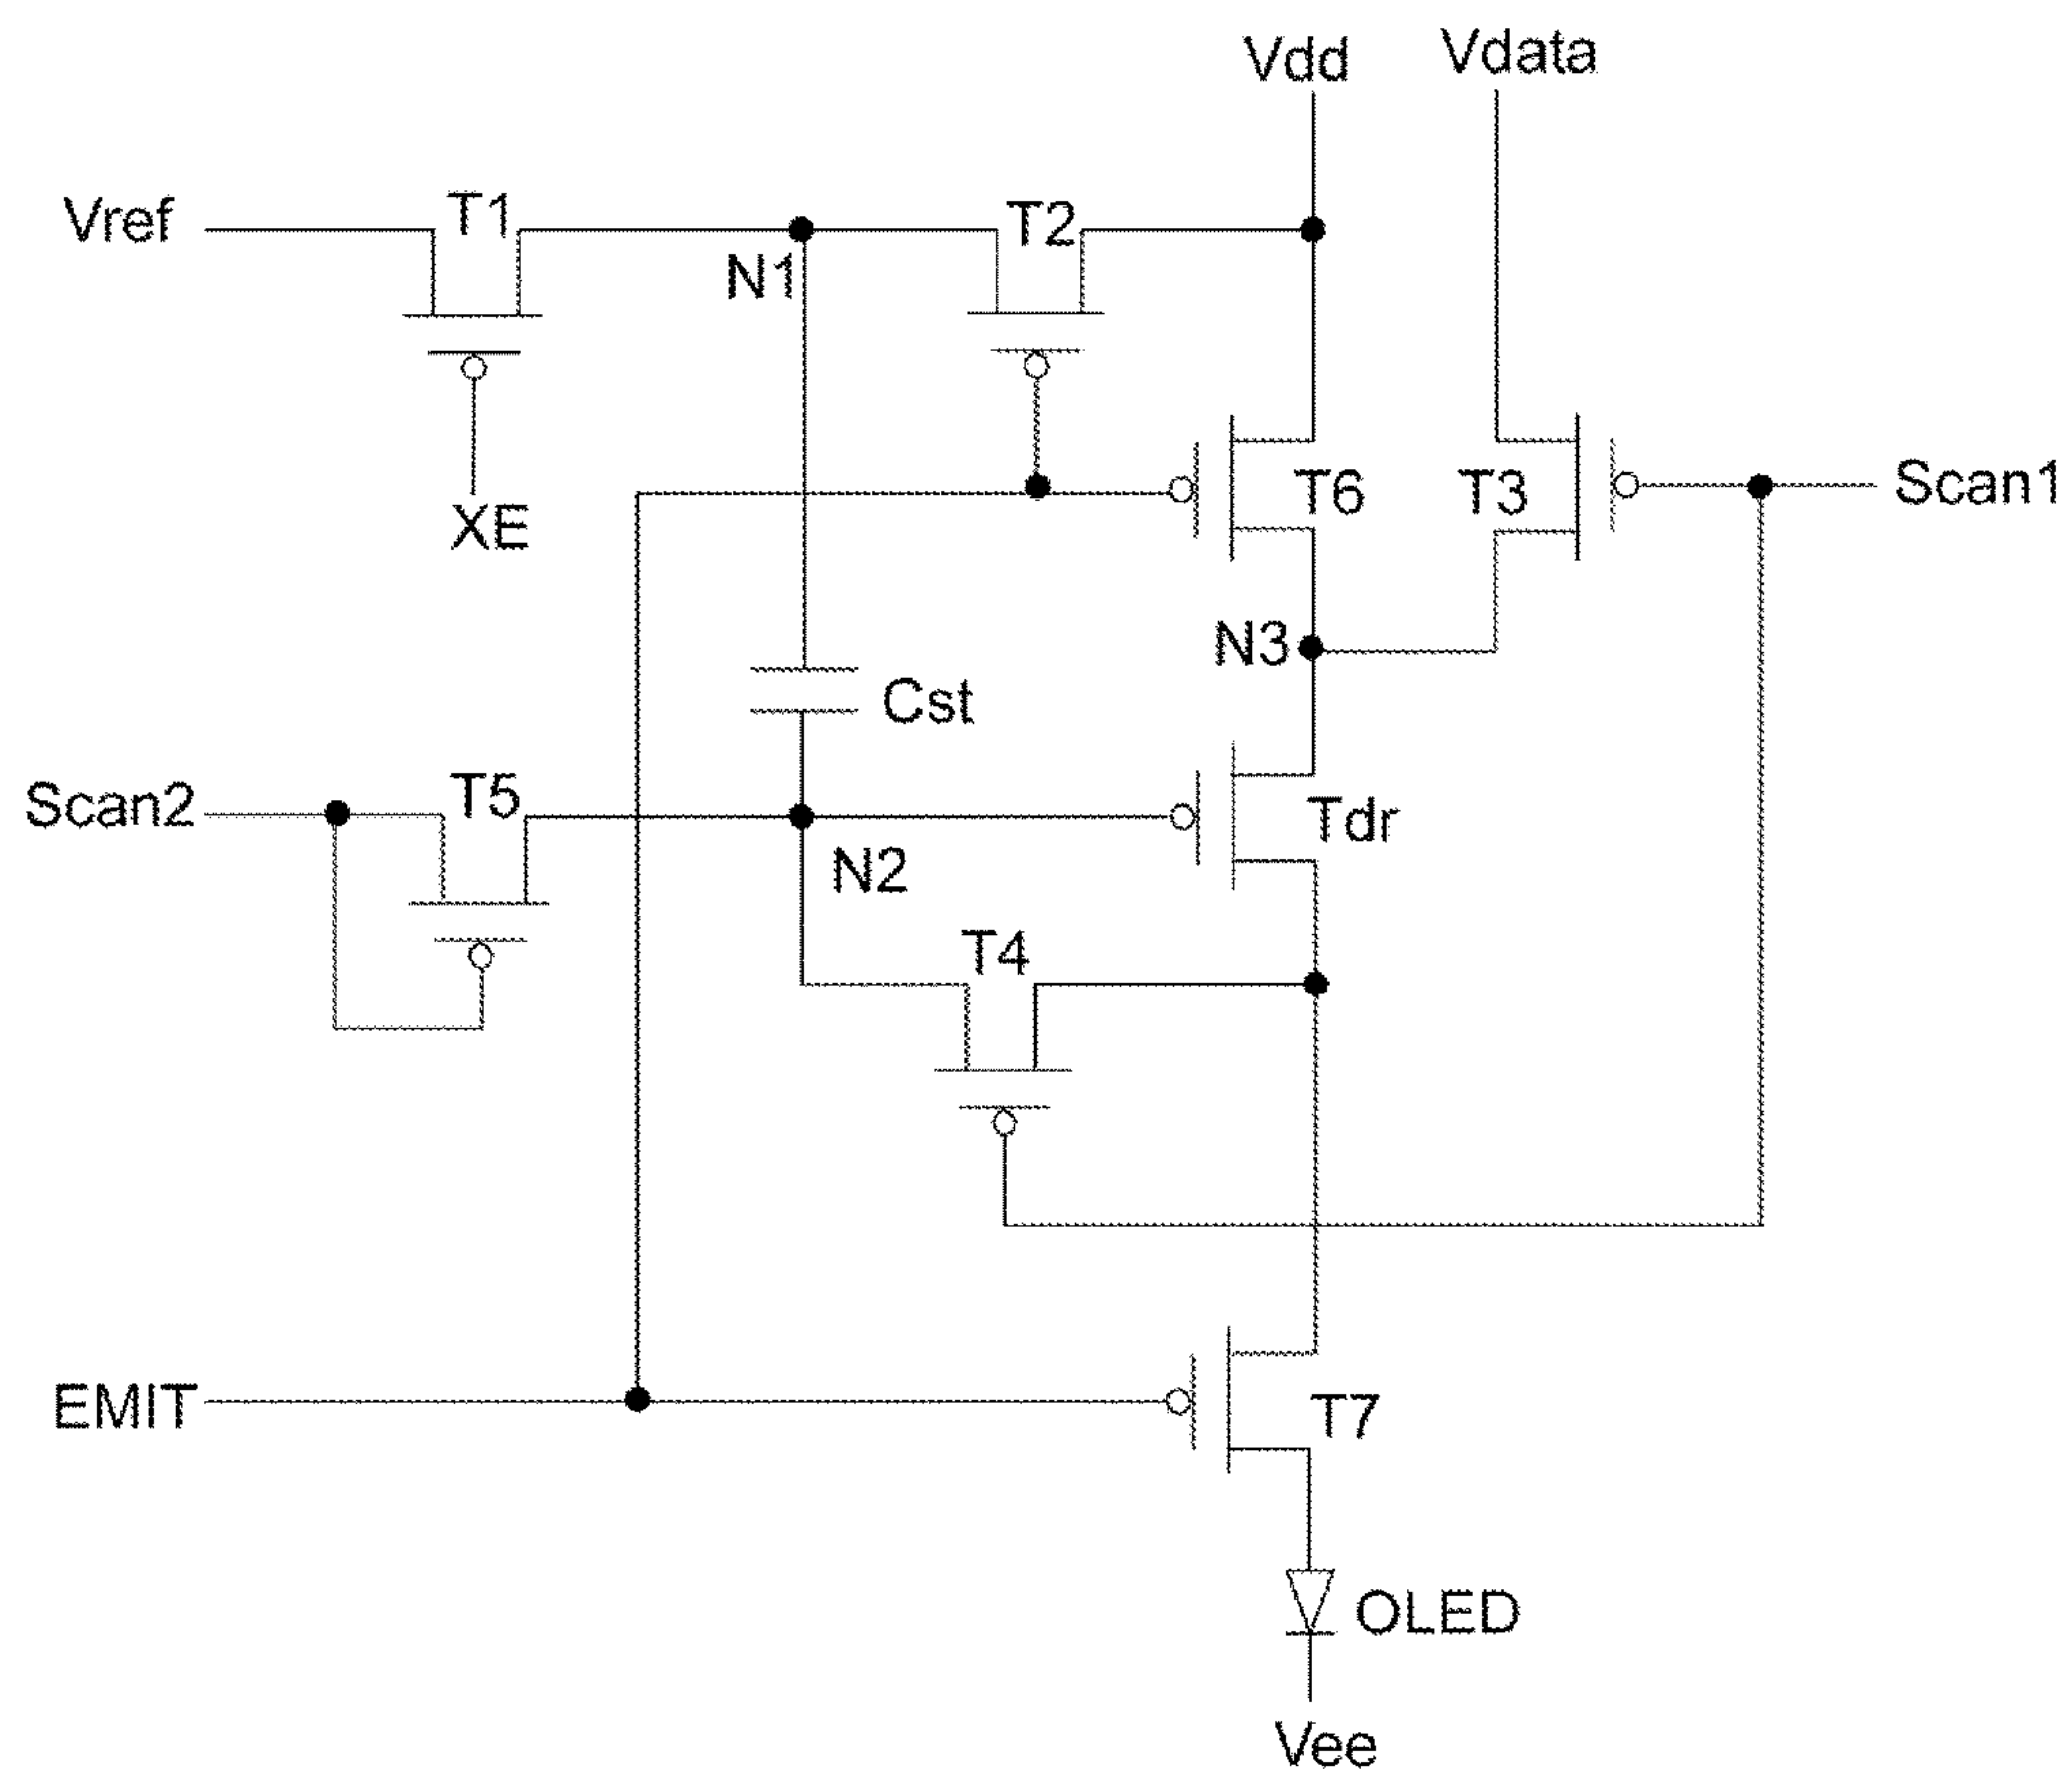 Vdd
Vdata
Vref
T1
T2
N1
XE
T6
T3
Scan1
N3
Cst
Scan2
T5
Tdr
N2
T4
EMIT
T7
OLED
Vee